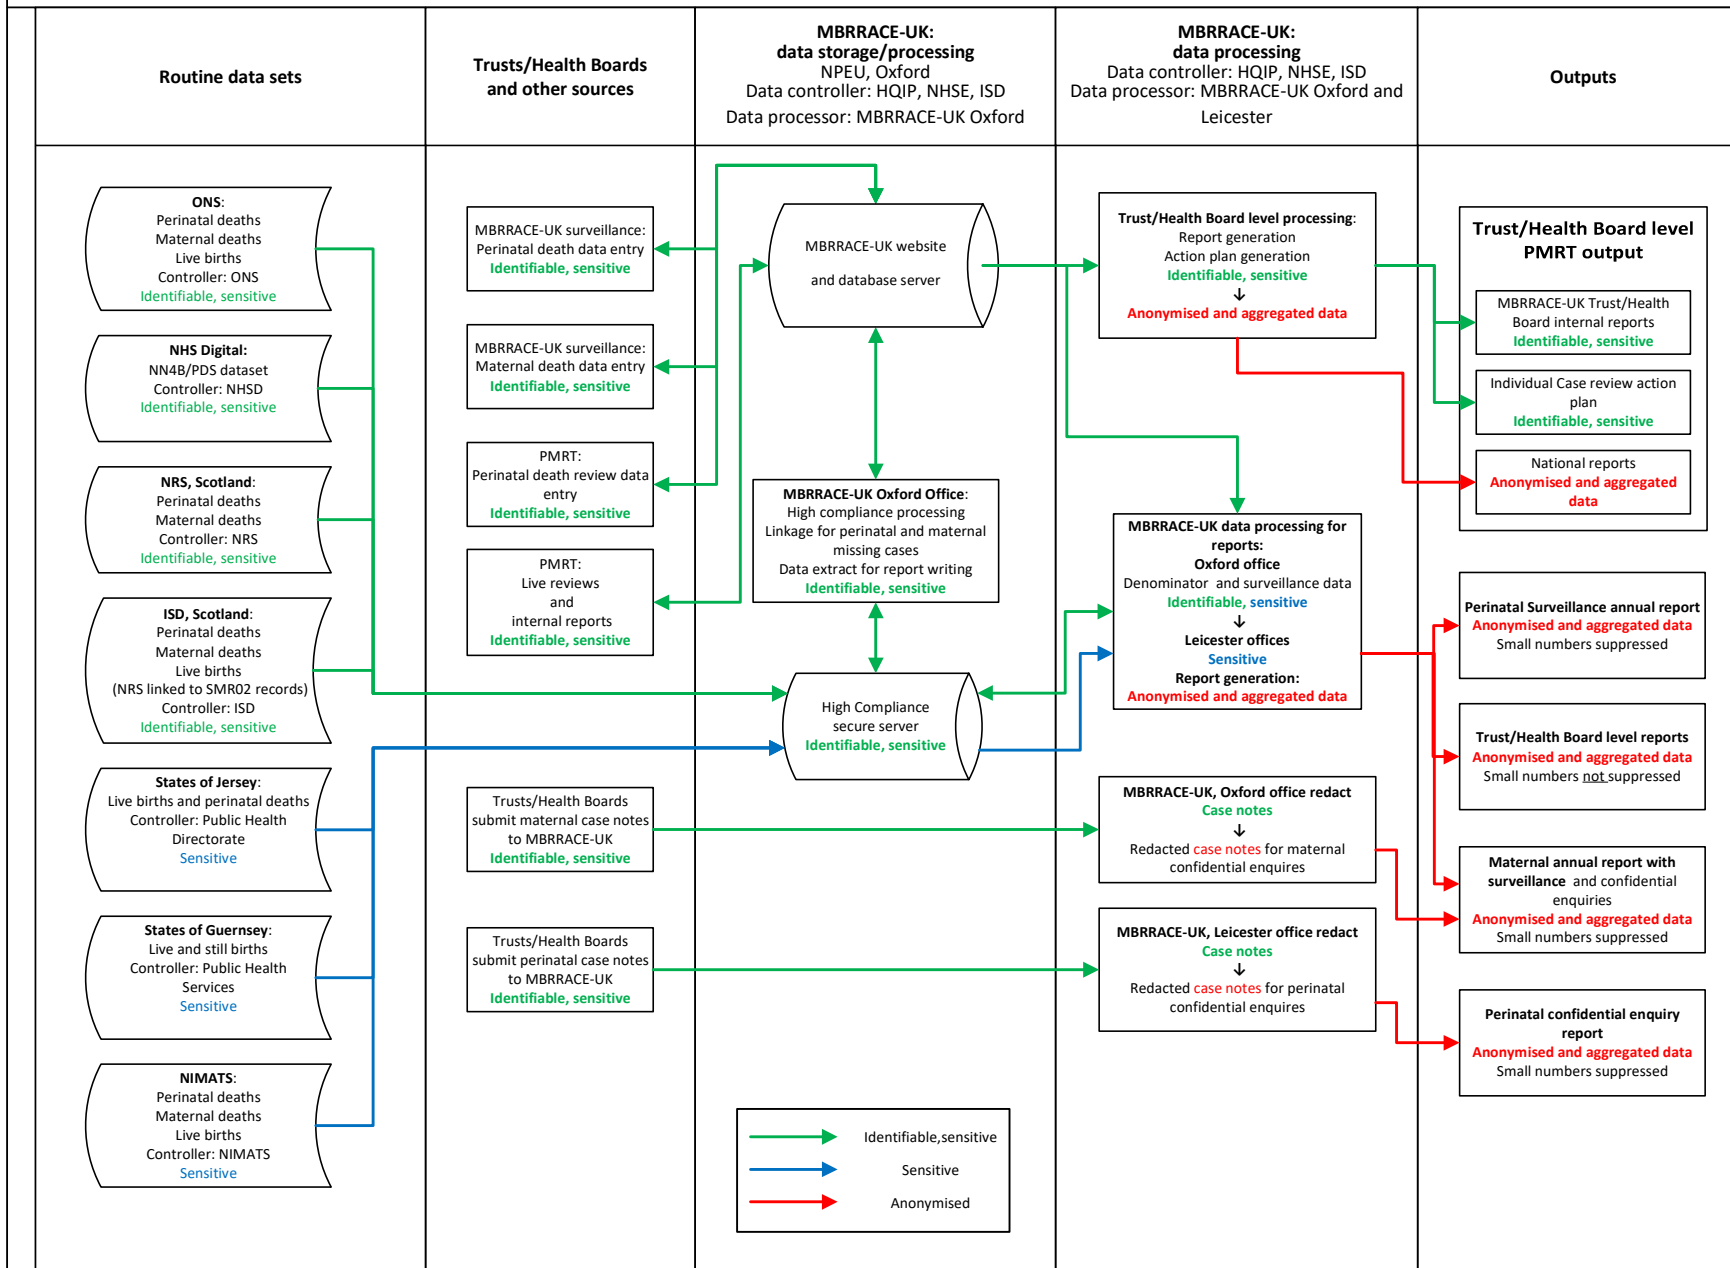 Routine data sets
Trusts/Health Boards
and other sources
MBRRACE-UK:
data storage/processing
NPEU, Oxford
Data controller: HQIP, NHSE, ISD
Data processor: MBRRACE-UK Oxford
MBRRACE-UK:
data processing
Data controller: HQIP, NHSE, ISD
Data processor: MBRRACE-UK Oxford and
Leicester
Outputs
ONS:
Perinatal deaths
Maternal deaths
Live births
Controller: ONS
Identifiable, sensitive
NHS Digital:
NN4B/PDS dataset
Controller: NHSD
Identifiable, sensitive
NRS, Scotland:
Perinatal deaths
Maternal deaths
Controller: NRS
Identifiable, sensitive
ISD, Scotland:
Perinatal deaths
Maternal deaths
Live births
(NRS linked to SMR02 records)
Controller: ISD
Identifiable, sensitive
States of Jersey:
Live births and perinatal deaths
Controller: Public Health
Directorate
Sensitive
States of Guernsey:
Live and still births
Controller: Public Health
Services
Sensitive
NIMATS:
Perinatal deaths
Maternal deaths
Live births
Controller: NIMATS
Sensitive
MBRRACE-UK surveillance:
Perinatal death data entry
Identifiable, sensitive
MBRRACE-UK surveillance:
Maternal death data entry
Identifiable, sensitive
PMRT:
Perinatal death review data
entry
Identifiable, sensitive
PMRT:
Live reviews
and
internal reports
Identifiable, sensitive
Trusts/Health Boards
submit maternal case notes
to MBRRACE-UK
Identifiable, sensitive
Trusts/Health Boards
submit perinatal case notes
to MBRRACE-UK
Identifiable, sensitive
MBRRACE-UK website
and database server
MBRRACE-UK Oxford Office:
High compliance processing
Linkage for perinatal and maternal
missing cases
Data extract for report writing
Identifiable, sensitive
High Compliance
secure server
Identifiable, sensitive
Identifiable,sensitive
Sensitive
Anonymised
Trust/Health Board level processing:
Report generation
Action plan generation
Identifiable, sensitive
↓
Anonymised and aggregated data
MBRRACE-UK data processing for
reports:
Oxford office
Denominator and surveillance data
Identifiable, sensitive
↓
Leicester offices
Sensitive
Report generation:
Anonymised and aggregated data
MBRRACE-UK, Oxford office redact
Case notes
↓
Redacted case notes for maternal
confidential enquires
MBRRACE-UK, Leicester office redact
Case notes
↓
Redacted case notes for perinatal
confidential enquires
Trust/Health Board level
PMRT output
MBRRACE-UK Trust/Health
Board internal reports
Identifiable, sensitive
Individual Case review action
plan
Identifiable, sensitive
National reports
Anonymised and aggregated
data
Perinatal Surveillance annual report
Anonymised and aggregated data
Small numbers suppressed
Trust/Health Board level reports
Anonymised and aggregated data
Small numbers not suppressed
Maternal annual report with
surveillance and confidential
enquiries
Anonymised and aggregated data
Small numbers suppressed
Perinatal confidential enquiry
report
Anonymised and aggregated data
Small numbers suppressed